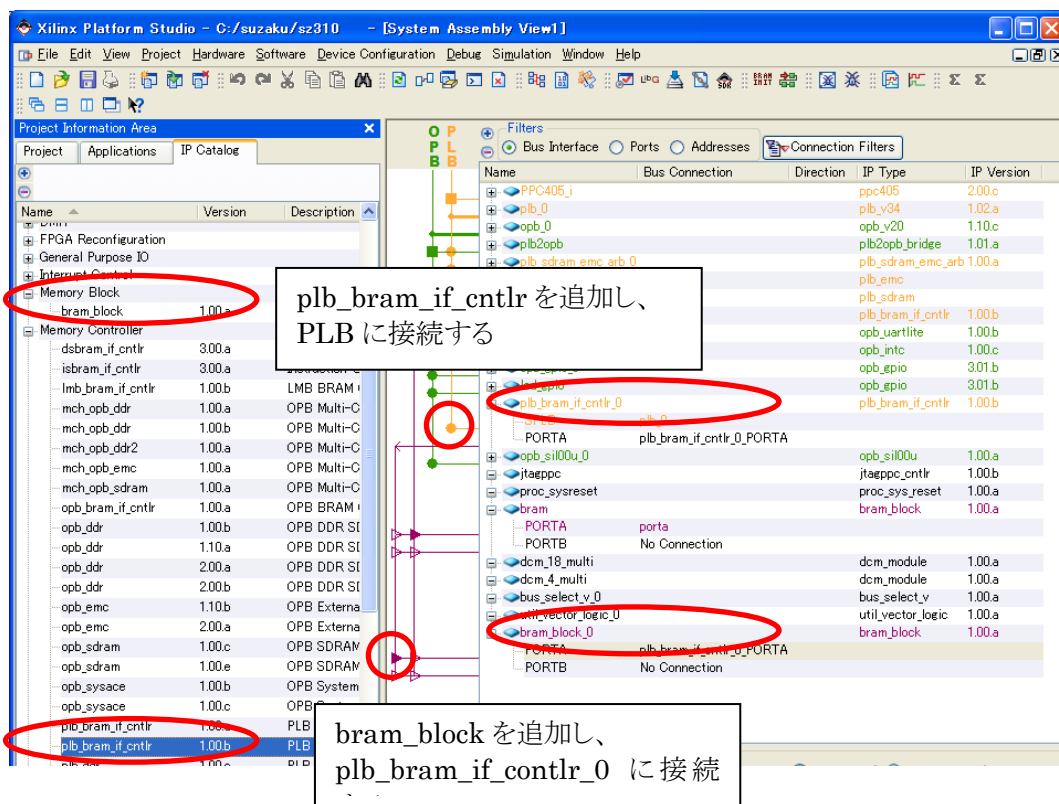 Xilinx Platform Studio - C:/suzaku/sz310 - [System Assembly View1]
File Edit View Project Hardware Software Device Configuration Debug Simulation Window Help
Project Information Area
Project Applications IP Catalog
Name Version Description
FPGA Reconfiguration
General Purpose IO
Interrupt Control
Memory Block
bram_block 1.00.a
Memory Controller
dsbram_if_cntlr 3.00.a
isbram_if_cntlr 3.00.a
lmb_bram_if_cntlr 1.00.b LMB BRAM
mch_opb_ddr 1.00.a OPB Multi-C
mch_opb_ddr 1.00.b OPB Multi-C
mch_opb_ddr2 1.00.a OPB Multi-C
mch_opb_emc 1.00.a OPB Multi-C
mch_opb_sdram 1.00.a OPB Multi-C
opb_bram_if_cntlr 1.00.a OPB BRAM
opb_ddr 1.00.b OPB DDR SD
opb_ddr 1.10.a OPB DDR SD
opb_ddr 2.00.a OPB DDR SD
opb_ddr 2.00.b OPB DDR SD
opb_emc 1.10.b OPB Externa
opb_emc 2.00.a OPB Externa
opb_sdram 1.00.c OPB SDRAM
opb_sdram 1.00.e OPB SDRAM
opb_sysace 1.00.b OPB System
opb_sysace 1.00.c OPB
plb_bram_if_cntlr 1.00.a PLB
plb_bram_if_cntlr 1.00.b PLB
OPB PLB
Filters
Bus Interface Ports Addresses Connection Filters
Name Bus Connection Direction IP Type IP Version
PPC405_i ppc405 2.00.c
plb_0 plb_v34 1.02.a
opb_0 opb_v20 1.10.c
plb2opb plb2opb_bridge 1.01.a
plb_sdram_emc_arb_0 plb_sdram_emc_arb 1.00.a
plb_emc
plb_sdram
plb_bram_if_cntlr 1.00.b
opb_uartlite 1.00.b
opb_intc 1.00.c
opb_gpio 3.01.b
opb_gpio 3.01.b
plb_bram_if_cntlr_0 plb_bram_if_cntlr 1.00.b
SPLB plb_0
PORTA plb_bram_if_cntlr_0_PORTA
opb_sil00u_0 opb_sil00u 1.00.a
jtagppc jtagppc_cntlr 1.00.b
proc_sysreset proc_sys_reset 1.00.a
bram bram_block 1.00.a
PORTA porta
PORTB No Connection
dcm_18_multi dcm_module 1.00.a
dcm_4_multi dcm_module 1.00.a
bus_select_v_0 bus_select_v 1.00.a
util_vector_logic_0 util_vector_logic 1.00.a
bram_block_0 bram_block 1.00.a
PORTA plb_bram_if_cntlr_0_PORTA
PORTB No Connection
plb_bram_if_cntlr を追加し、
PLB に接続する
bram_block を追加し、
plb_bram_if_contlr_0 に接続